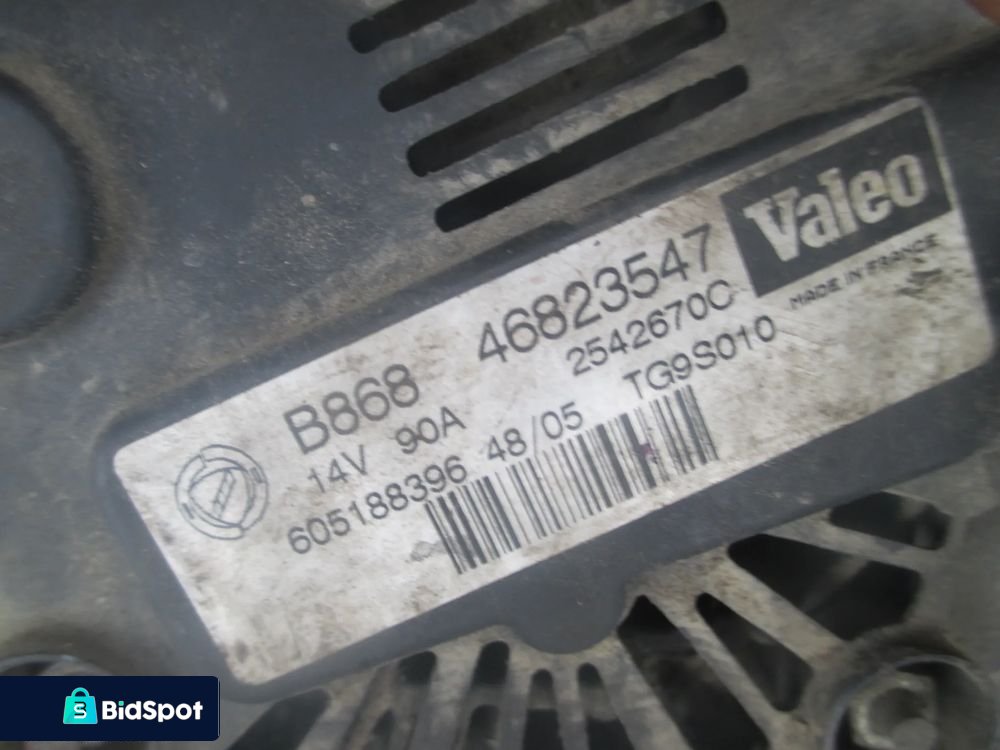 Valeo
MADE IN FRANCE
B868 46823547
14V 90A 2542670C
605188396 48/05 TG9S010
BidSpot